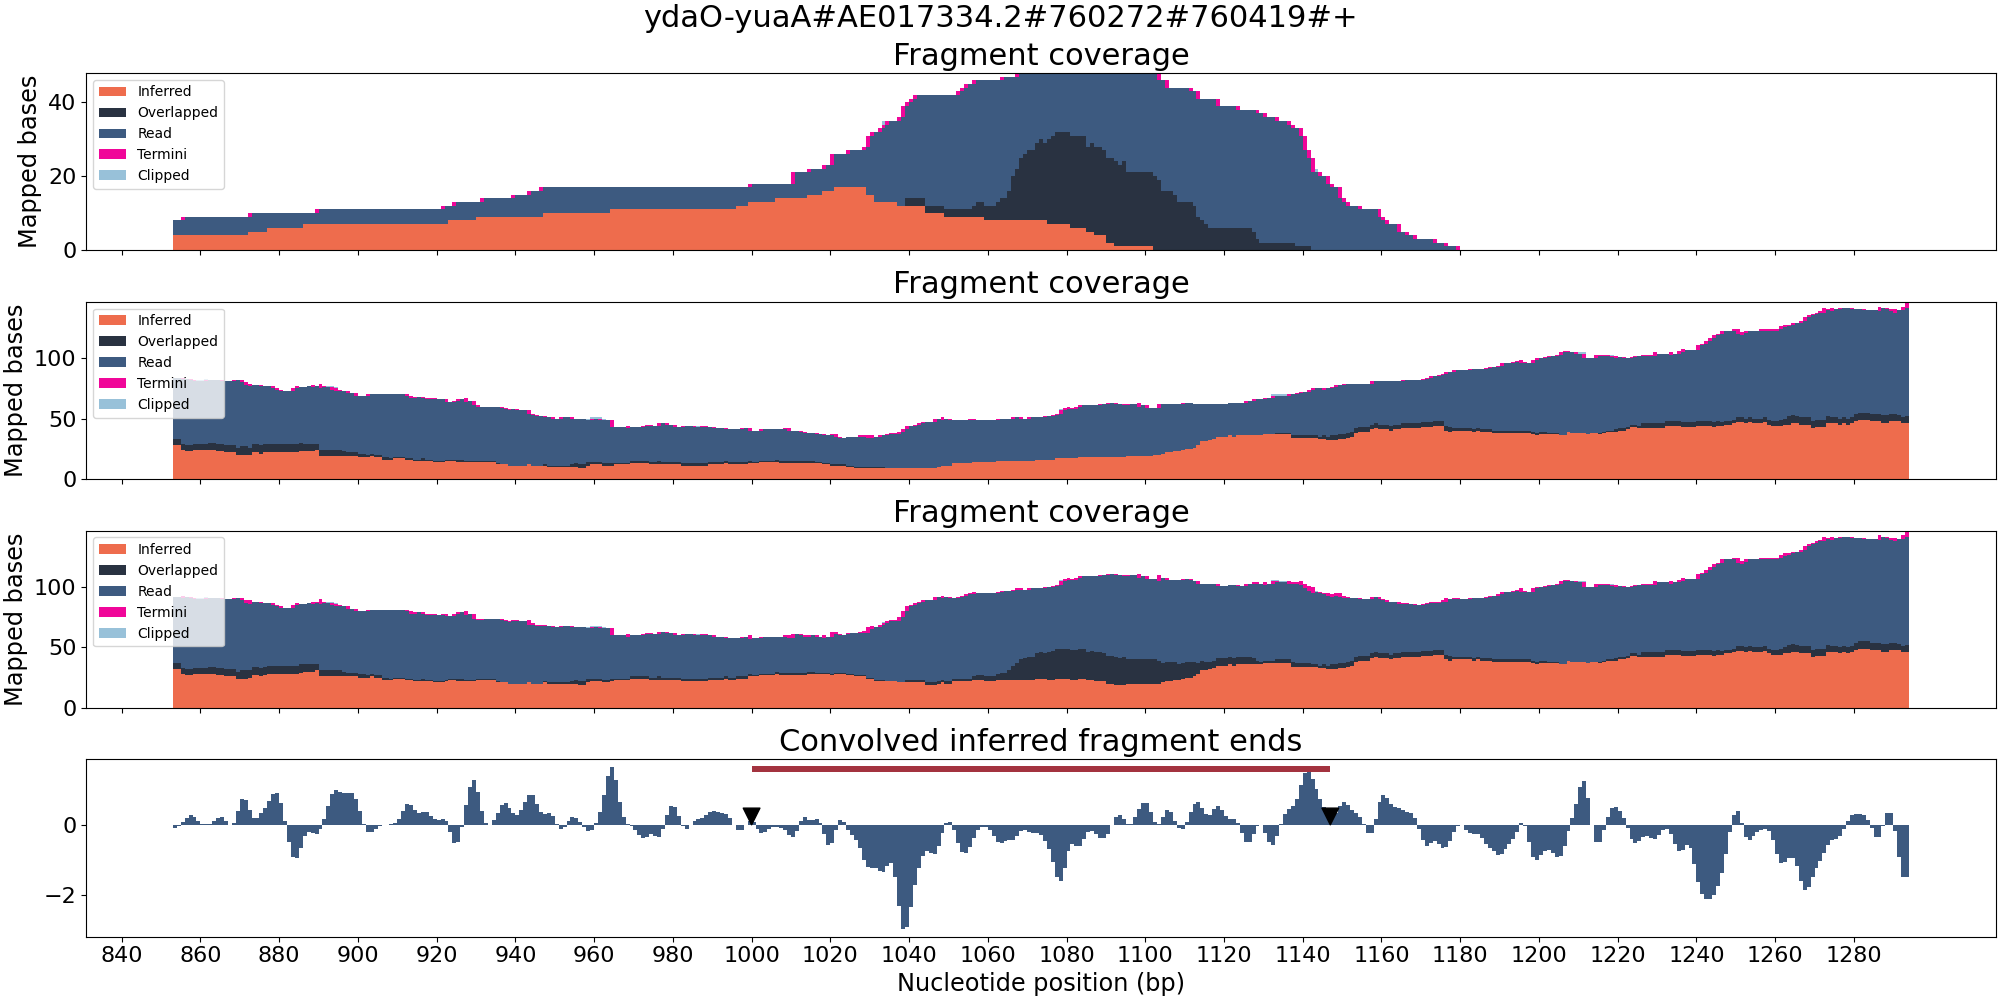 ydaO-yuaA#AE017334.2#760272#760419#+
Fragment coverage
Mapped bases
40
20
0
Inferred
Overlapped
Read
Termini
Clipped
Fragment coverage
Mapped bases
100
50
0
Inferred
Overlapped
Read
Termini
Clipped
Fragment coverage
Mapped bases
100
50
0
Inferred
Overlapped
Read
Termini
Clipped
Convolved inferred fragment ends
0
−2
840 860 880 900 920 940 960 980 1000 1020 1040 1060 1080 1100 1120 1140 1160 1180 1200 1220 1240 1260 1280
Nucleotide position (bp)